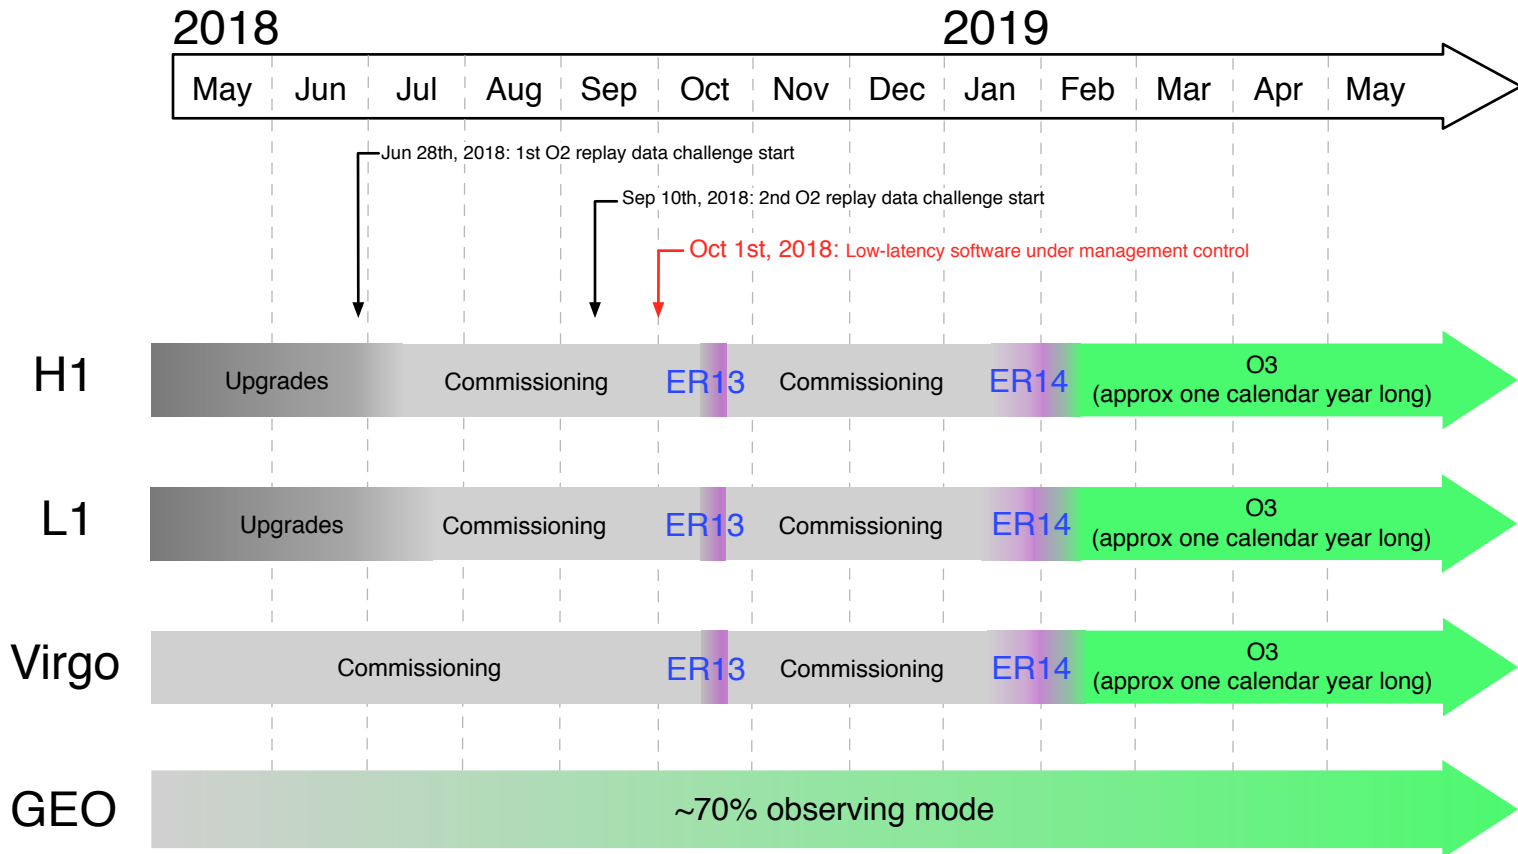 2018 2019
May Jun Jul Aug Sep Oct Nov Dec Jan Feb Mar Apr May
Jun 28th, 2018: 1st O2 replay data challenge start
Sep 10th, 2018: 2nd O2 replay data challenge start
Oct 1st, 2018: Low-latency software under management control
H1 Upgrades Commissioning ER13 Commissioning ER14 O3
(approx one calendar year long)
L1 Upgrades Commissioning ER13 Commissioning ER14 O3
(approx one calendar year long)
Virgo Commissioning ER13 Commissioning ER14 O3
(approx one calendar year long)
GEO ~70% observing mode